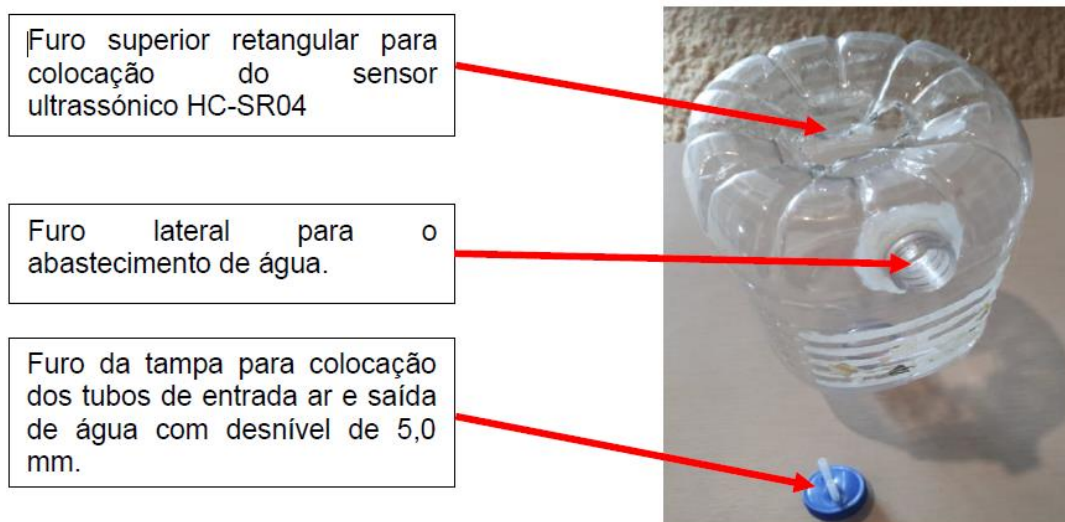 Furo superior retangular para
colocação do sensor
ultrassónico HC-SR04
Furo lateral para o
abastecimento de água.
Furo da tampa para colocação
dos tubos de entrada ar e saída
de água com desnível de 5,0
mm.